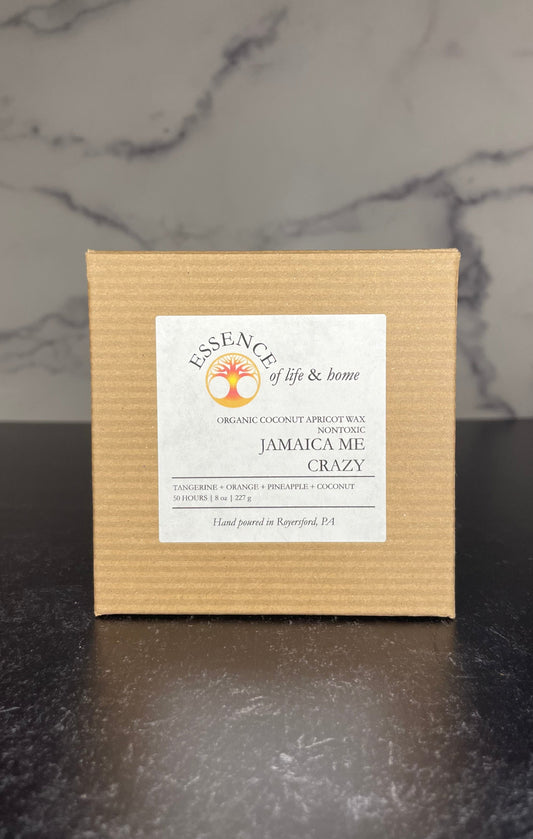 ESSENCE
of life & home
ORGANIC COCONUT APRICOT WAX
NONTOXIC
JAMAICA ME
CRAZY
TANGERINE + ORANGE + PINEAPPLE + COCONUT
50 HOURS | 8 oz | 227 g
Hand poured in Royersford, PA